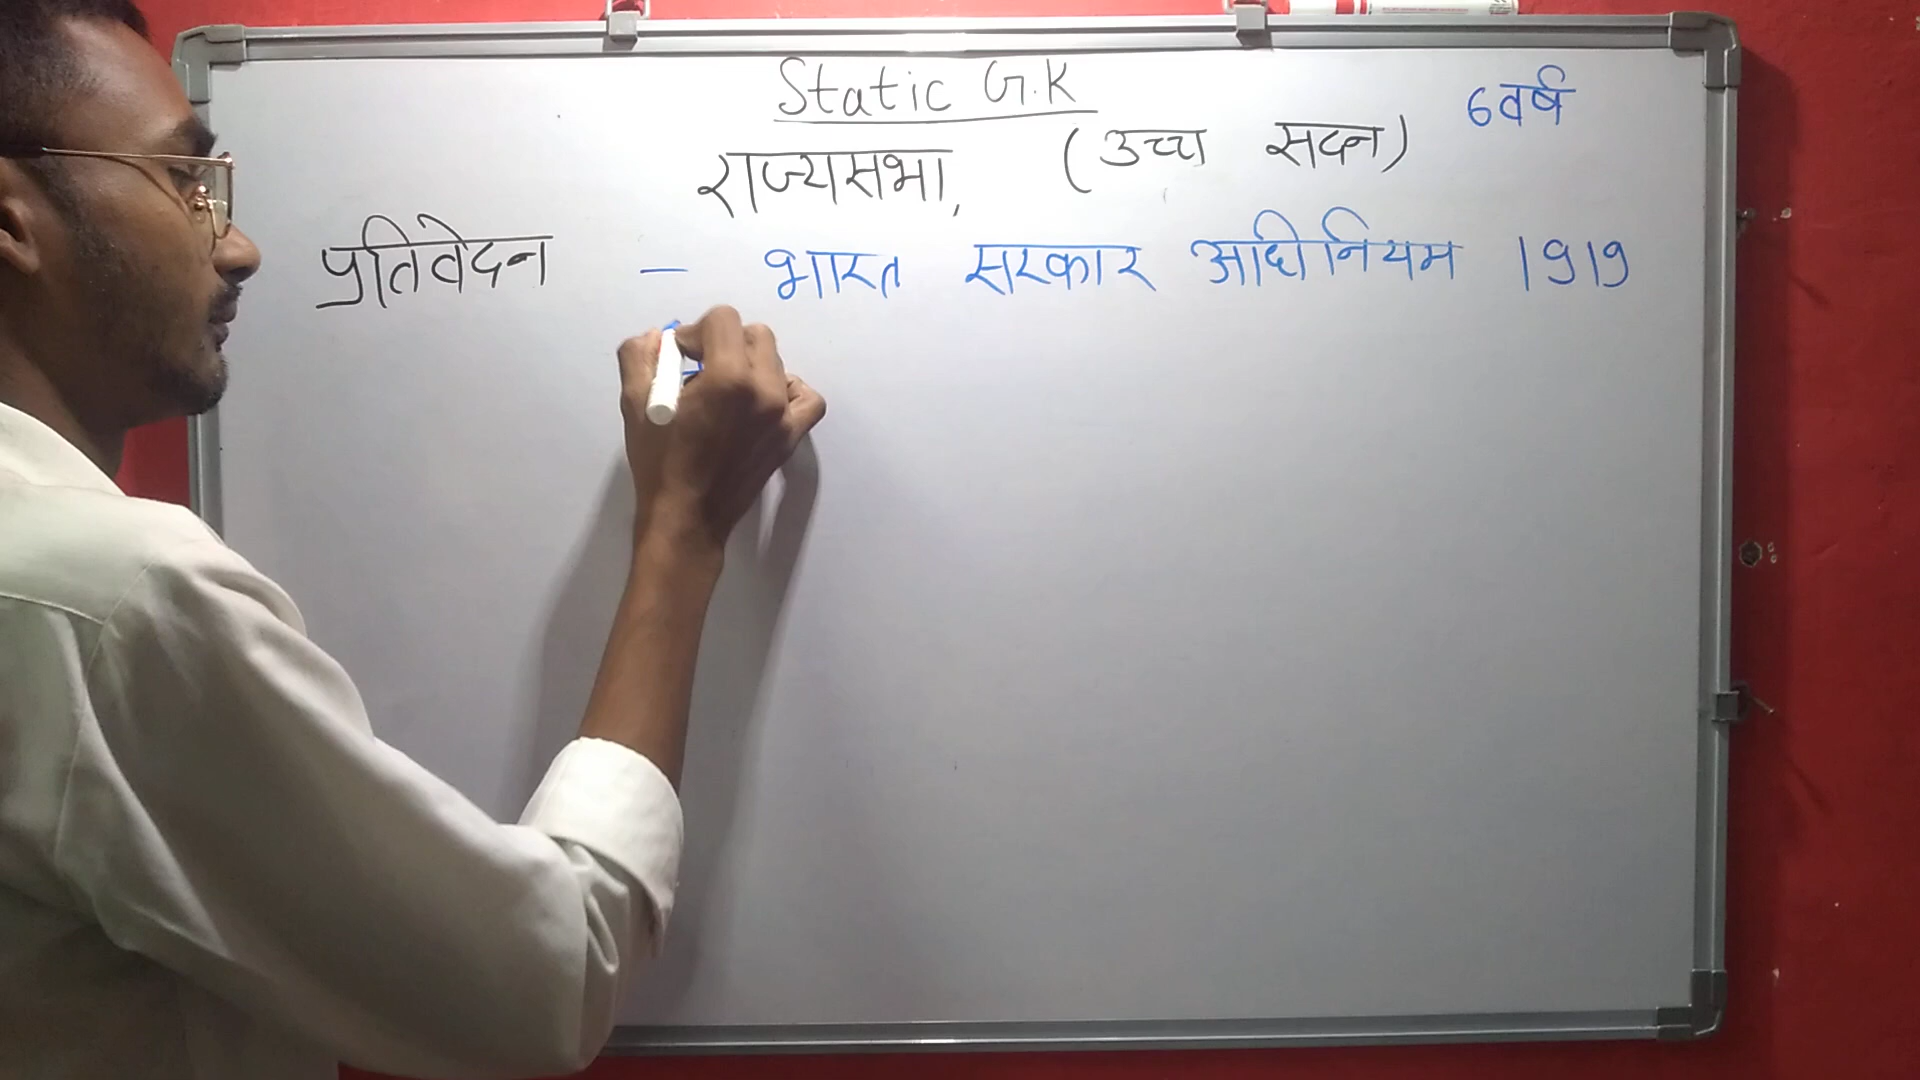 Static G.K
6वर्ष
राज्यसभा, (उच्च सदन)
प्रतिवेदन - भारत सरकार अधिनियम 1919